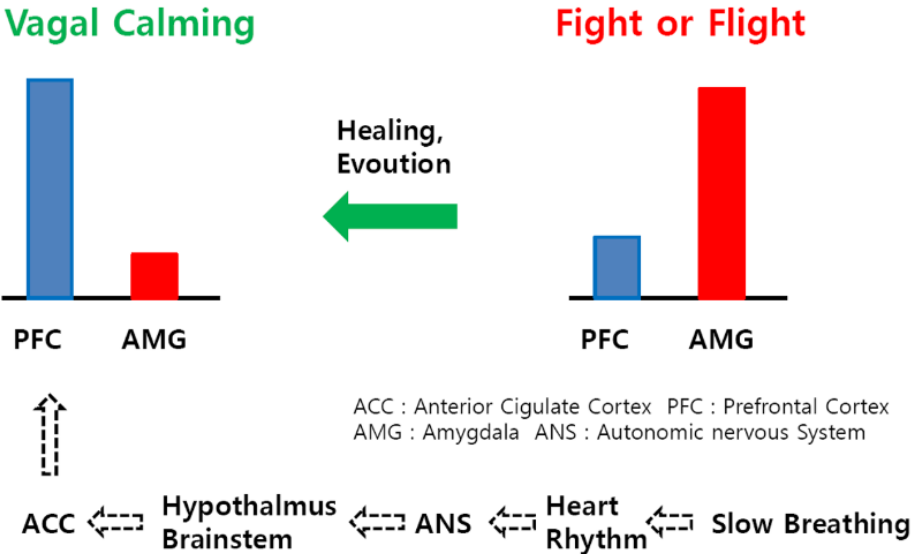 Vagal Calming
Fight or Flight
Healing,
Evoution
PFC AMG
PFC AMG
ACC : Anterior Cigulate Cortex PFC : Prefrontal Cortex
AMG : Amygdala ANS : Autonomic nervous System
ACC
Hypothalmus
Brainstem
ANS
Heart
Rhythm
Slow Breathing